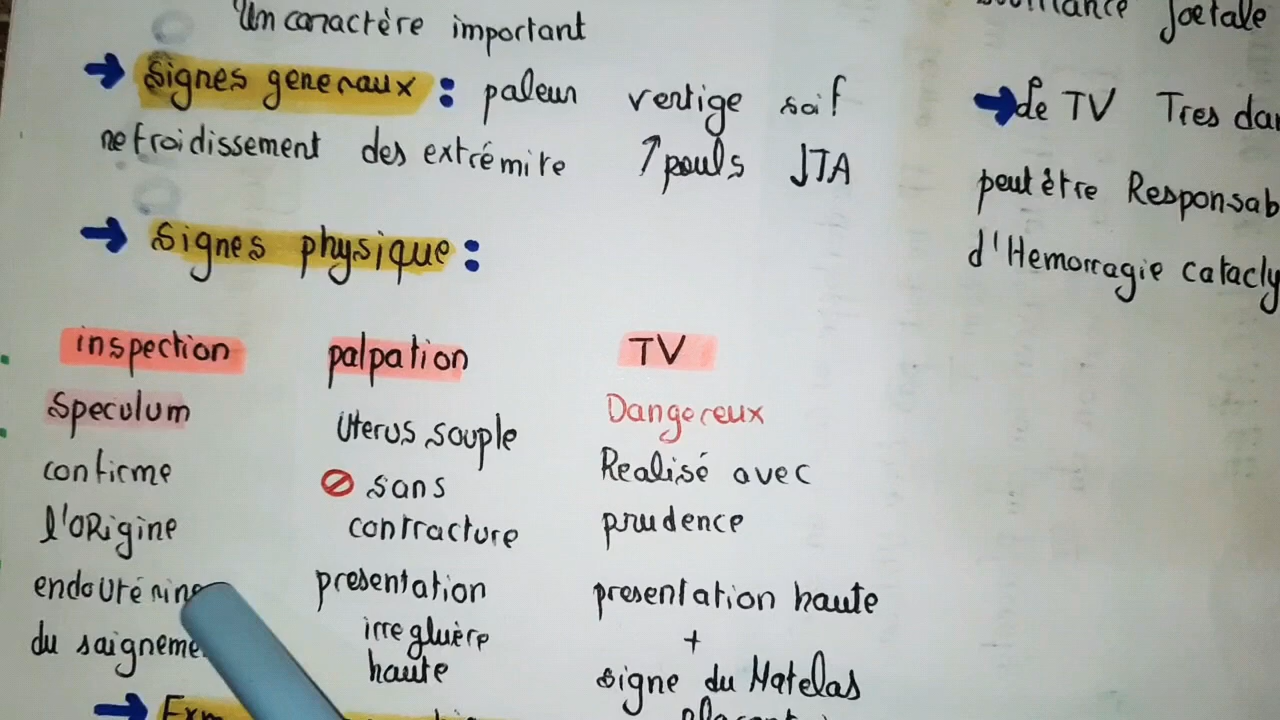 Un caractère important
→ Signes generaux : paleur vertige soif
refroidissement des extrémite ↑ pouls ↓TA
→ Signes physique :
inspection
Speculum
confirme
l'ORigine
endoutérine
du saigneme
palpation
Uterus souple
🚫 sans
contracture
presentation
irregluère
haute
TV
Dangereux
Realisé avec
prudence
presentation haute
+
signe du Matelas
foetale
→ le TV Tres dan
peut être Responsab
d'Hemorragie catacly